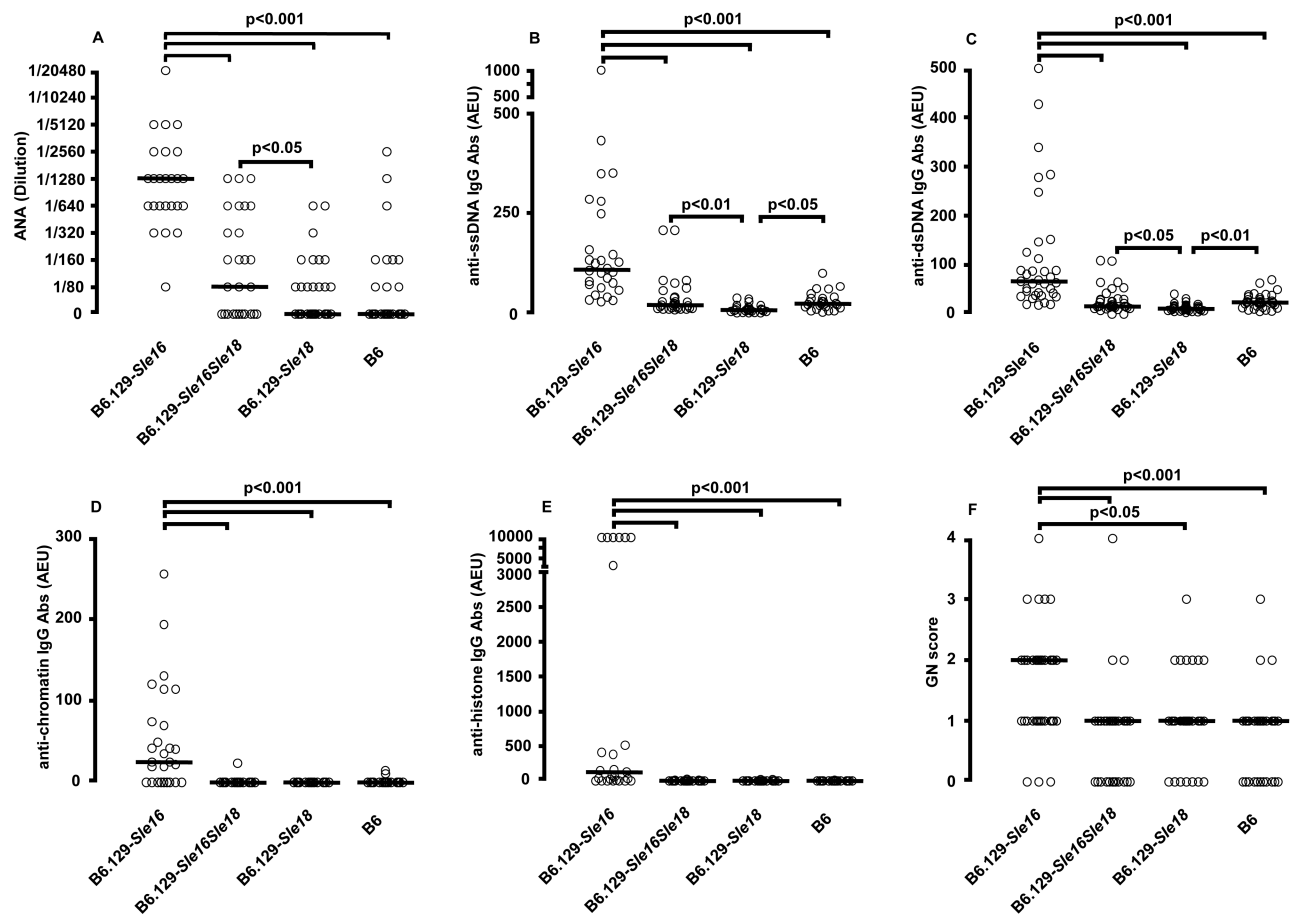 A
p<0.001
p<0.05
ANA (Dilution)
1/20480
1/10240
1/5120
1/2560
1/1280
1/640
1/320
1/160
1/80
0
B6.129-Sle16
B6.129-Sle16Sle18
B6.129-Sle18
B6
B
p<0.001
p<0.01
p<0.05
anti-ssDNA IgG Abs (AEU)
1000
500
500
250
0
B6.129-Sle16
B6.129-Sle16Sle18
B6.129-Sle18
B6
C
p<0.001
p<0.05
p<0.01
anti-dsDNA IgG Abs (AEU)
500
400
300
200
100
0
B6.129-Sle16
B6.129-Sle16Sle18
B6.129-Sle18
B6
D
p<0.001
anti-chromatin IgG Abs (AEU)
300
200
100
0
B6.129-Sle16
B6.129-Sle16Sle18
B6.129-Sle18
B6
E
p<0.001
anti-histone IgG Abs (AEU)
10000
5000
3000
2500
2000
1500
1000
500
0
B6.129-Sle16
B6.129-Sle16Sle18
B6.129-Sle18
B6
F
p<0.001
p<0.05
GN score
4
3
2
1
0
B6.129-Sle16
B6.129-Sle16Sle18
B6.129-Sle18
B6